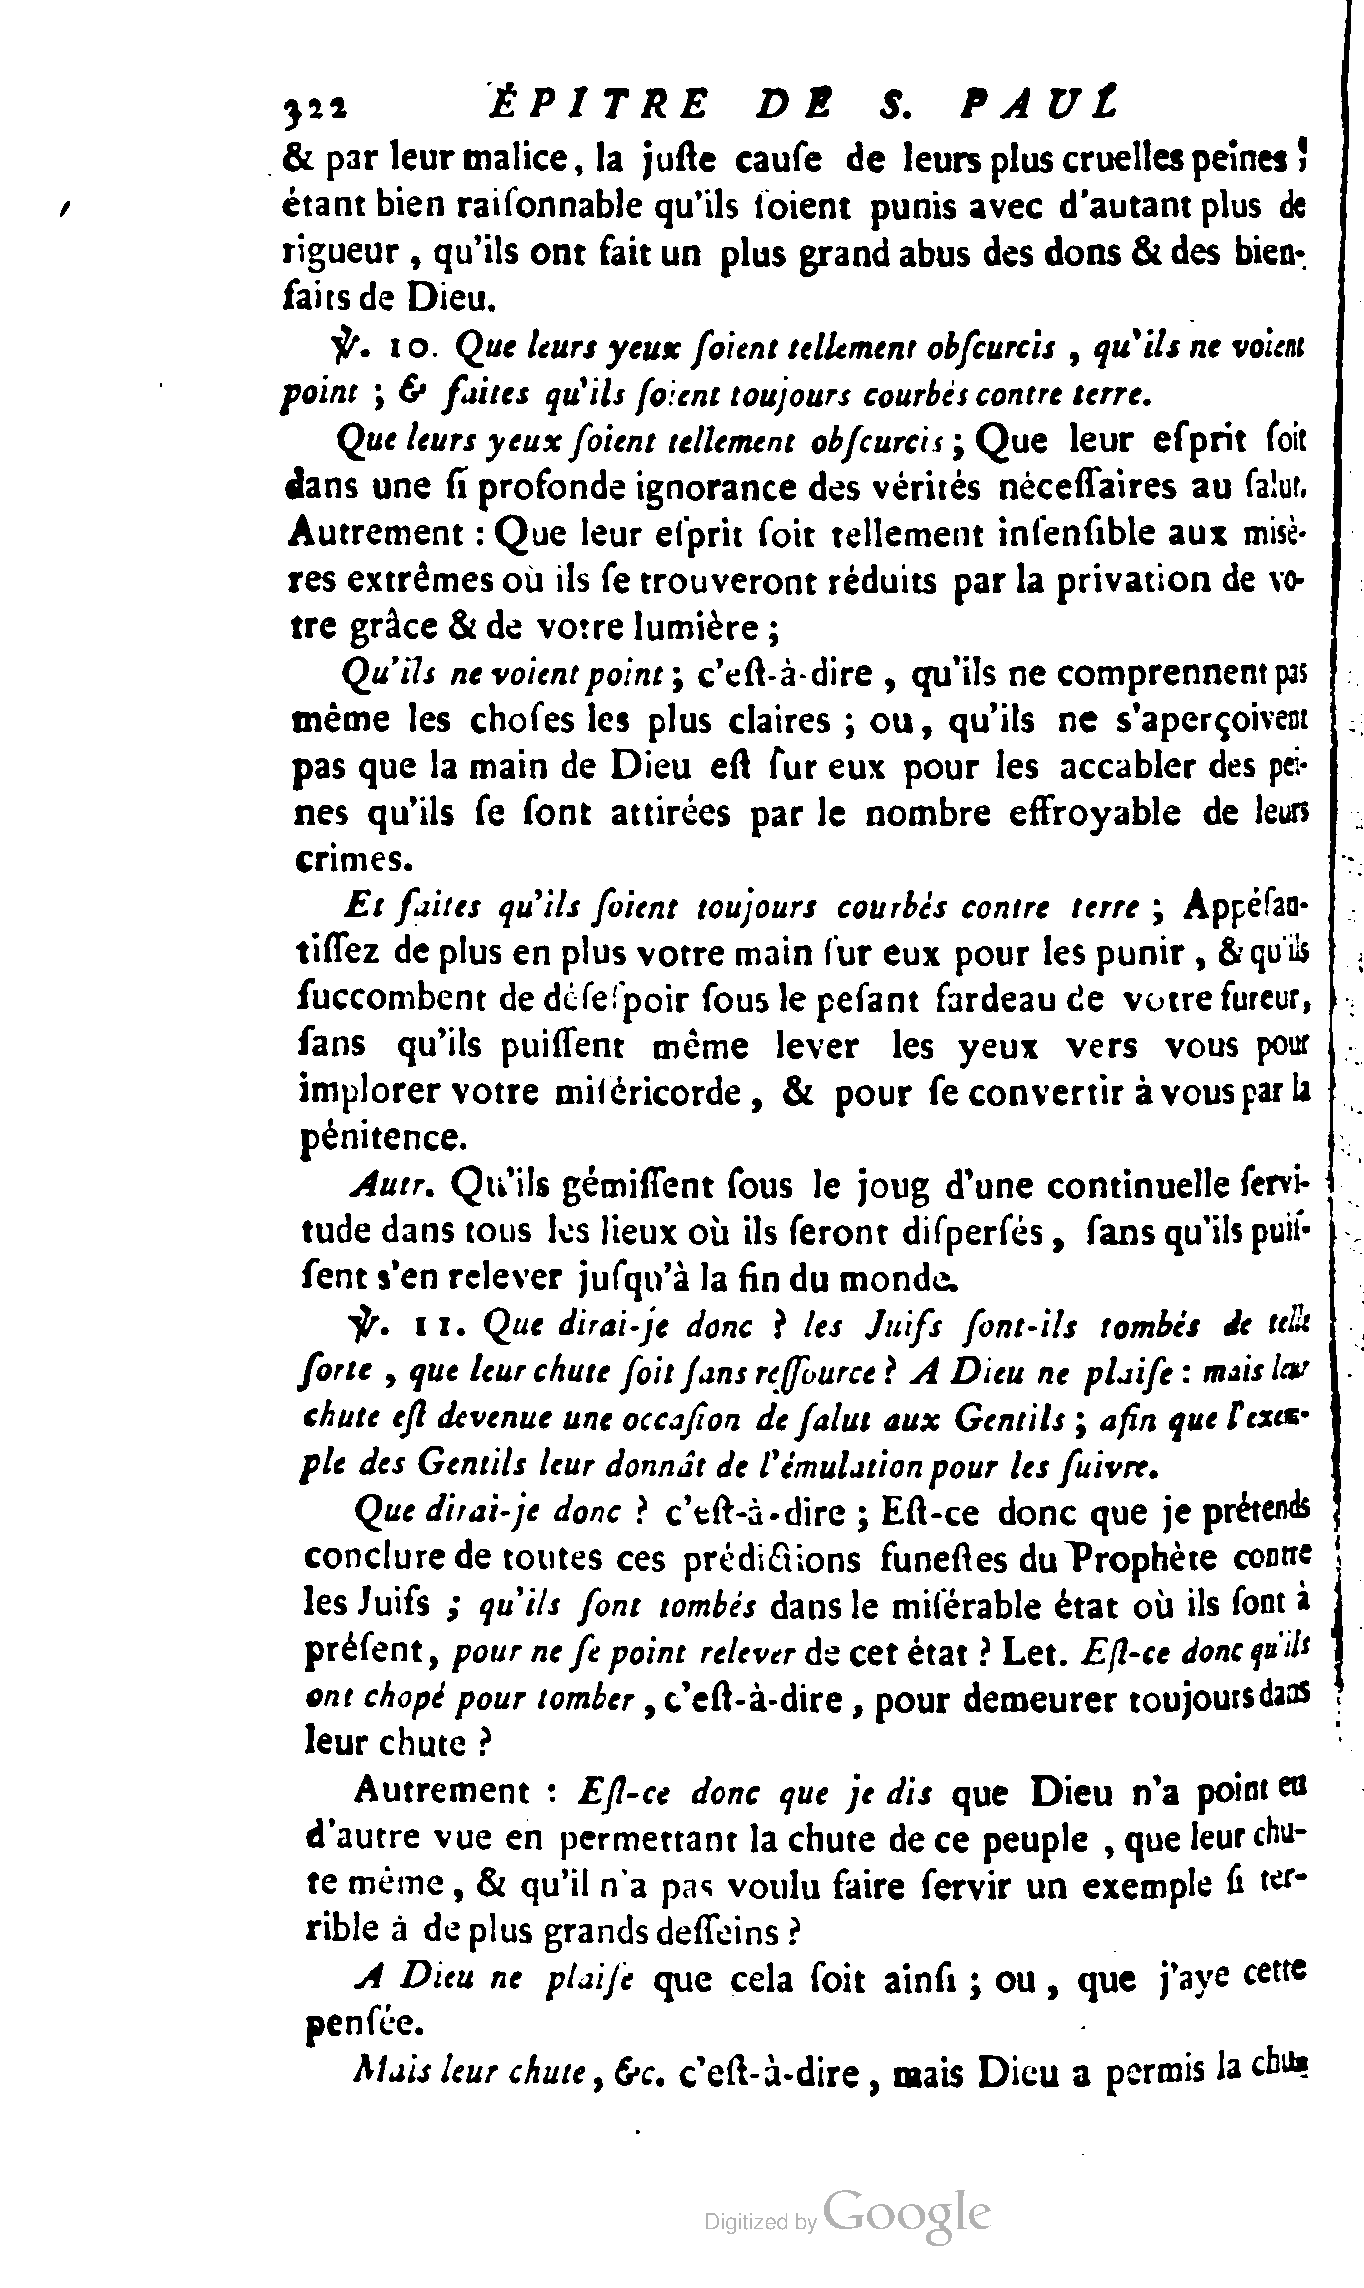 322 ÉPITRE DE S. PAUL
& par leur malice, la juſte cauſe de leurs plus cruelles peines ;
étant bien raiſonnable qu'ils ſoient punis avec d'autant plus de
rigueur , qu'ils ont fait un plus grand abus des dons & des bien-
faits de Dieu.
℣. 10. Que leurs yeux ſoient tellement obſcurcis , qu'ils ne voient
point ; & faites qu'ils ſoient toujours courbés contre terre.
Que leurs yeux ſoient tellement obſcurcis ; Que leur eſprit ſoit
dans une ſi profonde ignorance des vérités néceſſaires au ſalut.
Autrement : Que leur eſprit ſoit tellement inſenſible aux misè-
res extrêmes où ils ſe trouveront réduits par la privation de vo-
tre grâce & de votre lumière ;
Qu'ils ne voient point ; c'eſt-à-dire , qu'ils ne comprennent pas
même les choſes les plus claires ; ou, qu'ils ne s'aperçoivent
pas que la main de Dieu eſt ſur eux pour les accabler des pei-
nes qu'ils ſe ſont attirées par le nombre effroyable de leurs
crimes.
Et faites qu'ils ſoient toujours courbés contre terre ; Appéſan-
tiſſez de plus en plus votre main ſur eux pour les punir , & qu'ils
ſuccombent de déſeſpoir ſous le peſant fardeau de votre fureur,
ſans qu'ils puiſſent même lever les yeux vers vous pour
implorer votre miſéricorde, & pour ſe convertir à vous par la
pénitence.
Autr. Qu'ils gémiſſent ſous le joug d'une continuelle ſervi-
tude dans tous les lieux où ils ſeront diſperſés, ſans qu'ils puiſ-
ſent s'en relever juſqu'à la fin du monde.
℣. 11. Que dirai-je donc ? les Juifs ſont-ils tombés de telle
ſorte , que leur chute ſoit ſans reſſource ? A Dieu ne plaiſe : mais leur
chute eſt devenue une occaſion de ſalut aux Gentils ; afin que l'exem-
ple des Gentils leur donnât de l'émulation pour les ſuivre.
Que dirai-je donc ? c'eſt-à-dire ; Eſt-ce donc que je prétends
conclure de toutes ces prédictions funeſtes du Prophète contre
les Juifs ; qu'ils ſont tombés dans le miſérable état où ils ſont à
préſent, pour ne ſe point relever de cet état ? Let. Eſt-ce donc qu'ils
ont chopé pour tomber , c'eſt-à-dire , pour demeurer toujours dans
leur chute ?
Autrement : Eſt-ce donc que je dis que Dieu n'a point eu
d'autre vue en permettant la chute de ce peuple , que leur chu-
te même, & qu'il n'a pas voulu faire ſervir un exemple ſi ter-
rible à de plus grands deſſeins ?
A Dieu ne plaiſe que cela ſoit ainſi ; ou, que j'aye cette
penſée.
Mais leur chute, &c. c'eſt-à-dire, mais Dieu a permis la chute
Digitized by Google